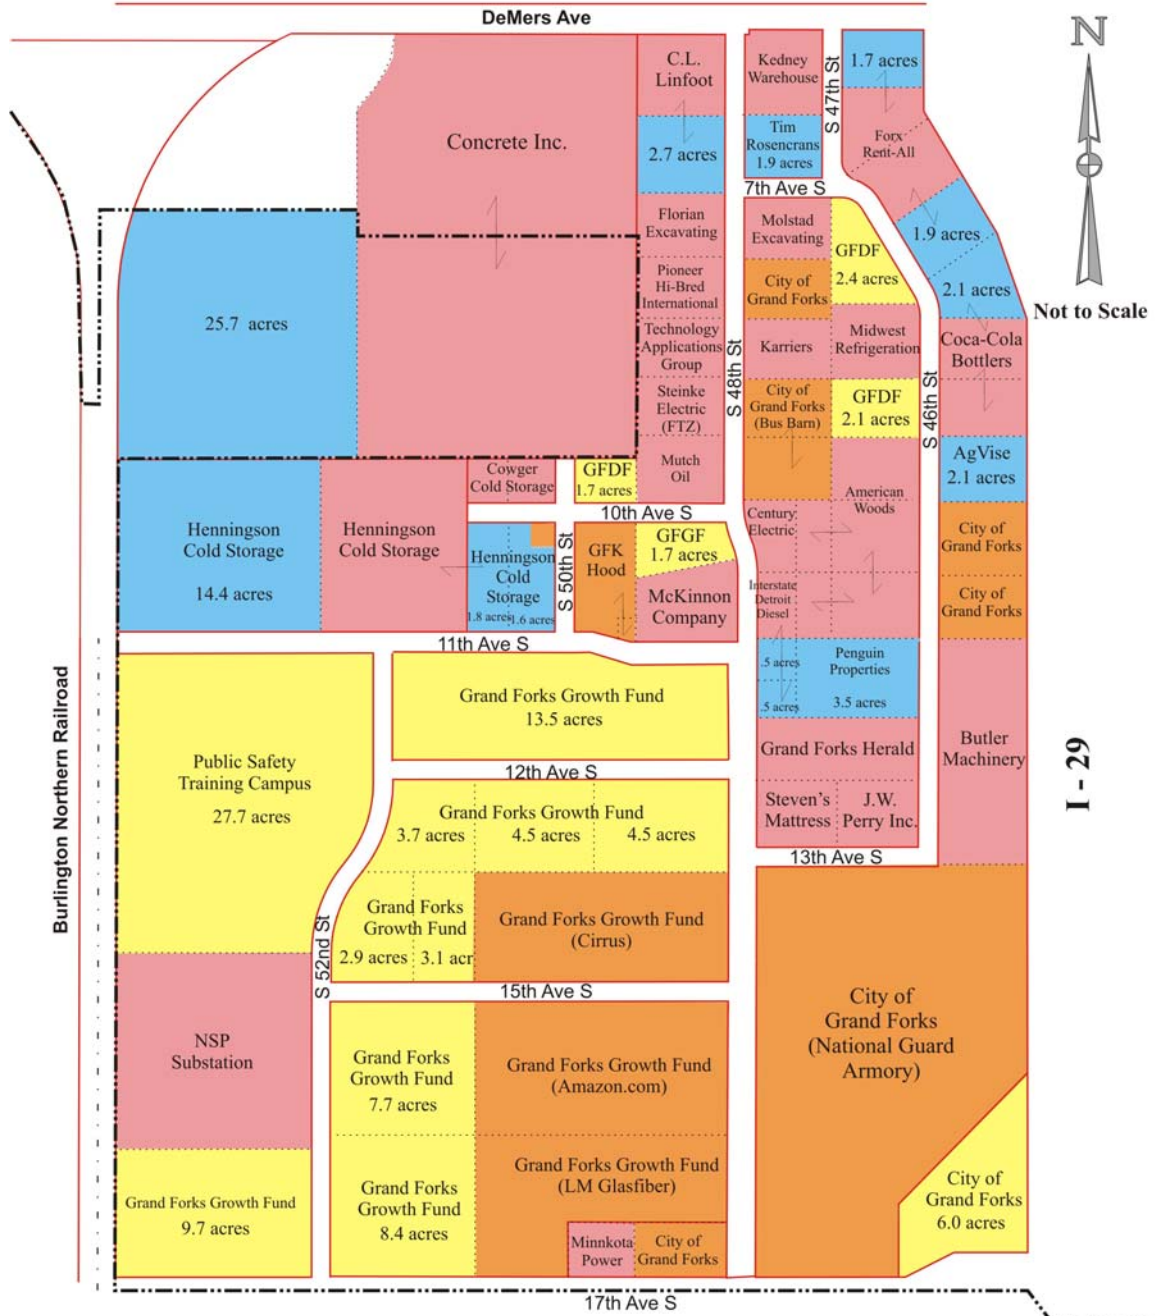 DeMers Ave
N
Not to Scale
C.L.
Linfoot
2.7 acres
Kedney
Warehouse
S 47th St
1.7 acres
Tim
Rosencrans
1.9 acres
Forx
Rent-All
7th Ave S
Concrete Inc.
25.7 acres
Florian
Excavating
Pioneer
Hi-Bred
International
Technology
Applications
Group
Steinke
Electric
(FTZ)
Mutch
Oil
S 48th St
Molstad
Excavating
GFDF
2.4 acres
1.9 acres
2.1 acres
City of
Grand Forks
Karriers
Midwest
Refrigeration
Coca-Cola
Bottlers
City of
Grand Forks
(Bus Barn)
GFDF
2.1 acres
S 46th St
AgVise
2.1 acres
American
Woods
Century
Electric
City of
Grand Forks
City of
Grand Forks
Interstate
Detroit
Diesel
Cowger
Cold Storage
GFDF
1.7 acres
10th Ave S
Henningson
Cold Storage
14.4 acres
Henningson
Cold Storage
Henningson
Cold
Storage
1.8 acres
1.6 acres
S 50th St
GFK
Hood
GFGF
1.7 acres
McKinnon
Company
11th Ave S
.5 acres
.5 acres
Penguin
Properties
3.5 acres
Grand Forks Herald
Steven's
Mattress
J.W.
Perry Inc.
Butler
Machinery
I - 29
13th Ave S
Burlington Northern Railroad
Public Safety
Training Campus
27.7 acres
Grand Forks Growth Fund
13.5 acres
12th Ave S
Grand Forks Growth Fund
3.7 acres
4.5 acres
4.5 acres
Grand Forks
Growth Fund
2.9 acres
3.1 acr
Grand Forks Growth Fund
(Cirrus)
S 52nd St
15th Ave S
NSP
Substation
Grand Forks
Growth Fund
7.7 acres
Grand Forks Growth Fund
(Amazon.com)
City of
Grand Forks
(National Guard
Armory)
Grand Forks Growth Fund
9.7 acres
Grand Forks
Growth Fund
8.4 acres
Grand Forks Growth Fund
(LM Glasfiber)
Minnkota
Power
City of
Grand Forks
City of
Grand Forks
6.0 acres
17th Ave S